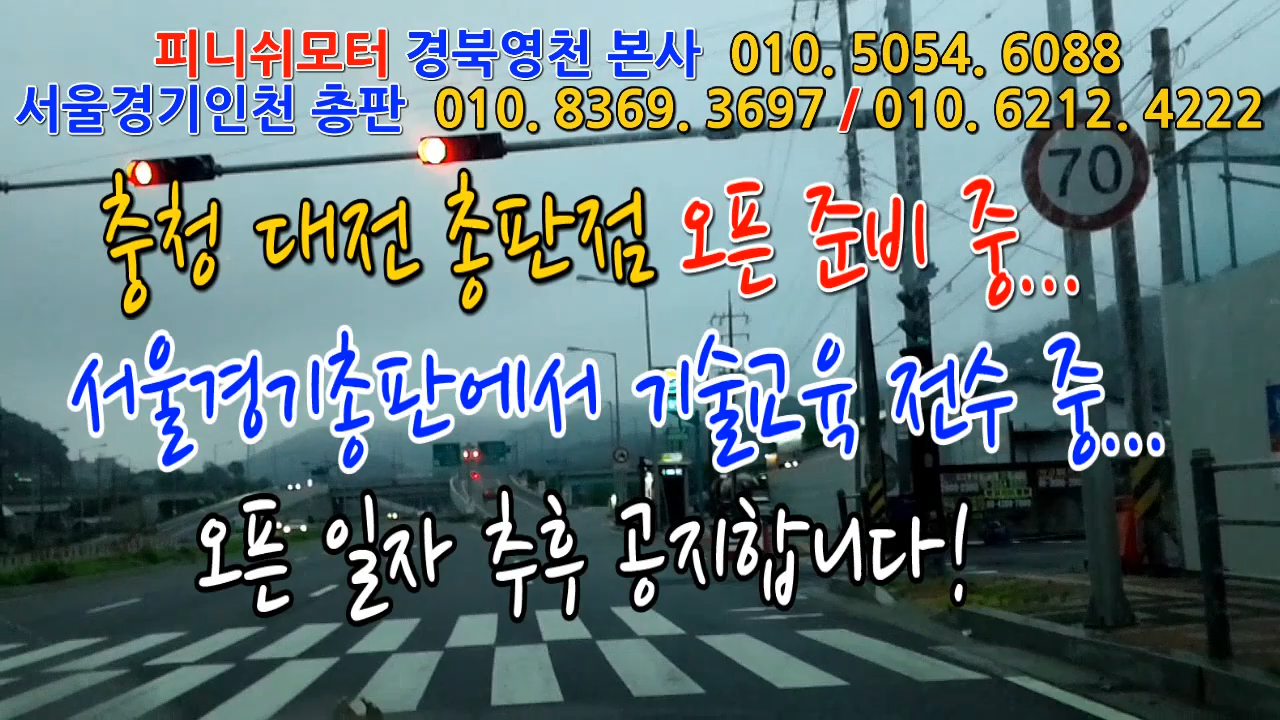 피니쉬모터 경북영천 본사 010. 5054. 6088
서울경기인천 총판 010. 8369. 3697 / 010. 6212. 4222
70
충청 대전 총판점 오픈 준비 중...
서울경기총판에서 기술교육 전수 중...
오픈 일자 추후 공지합니다!